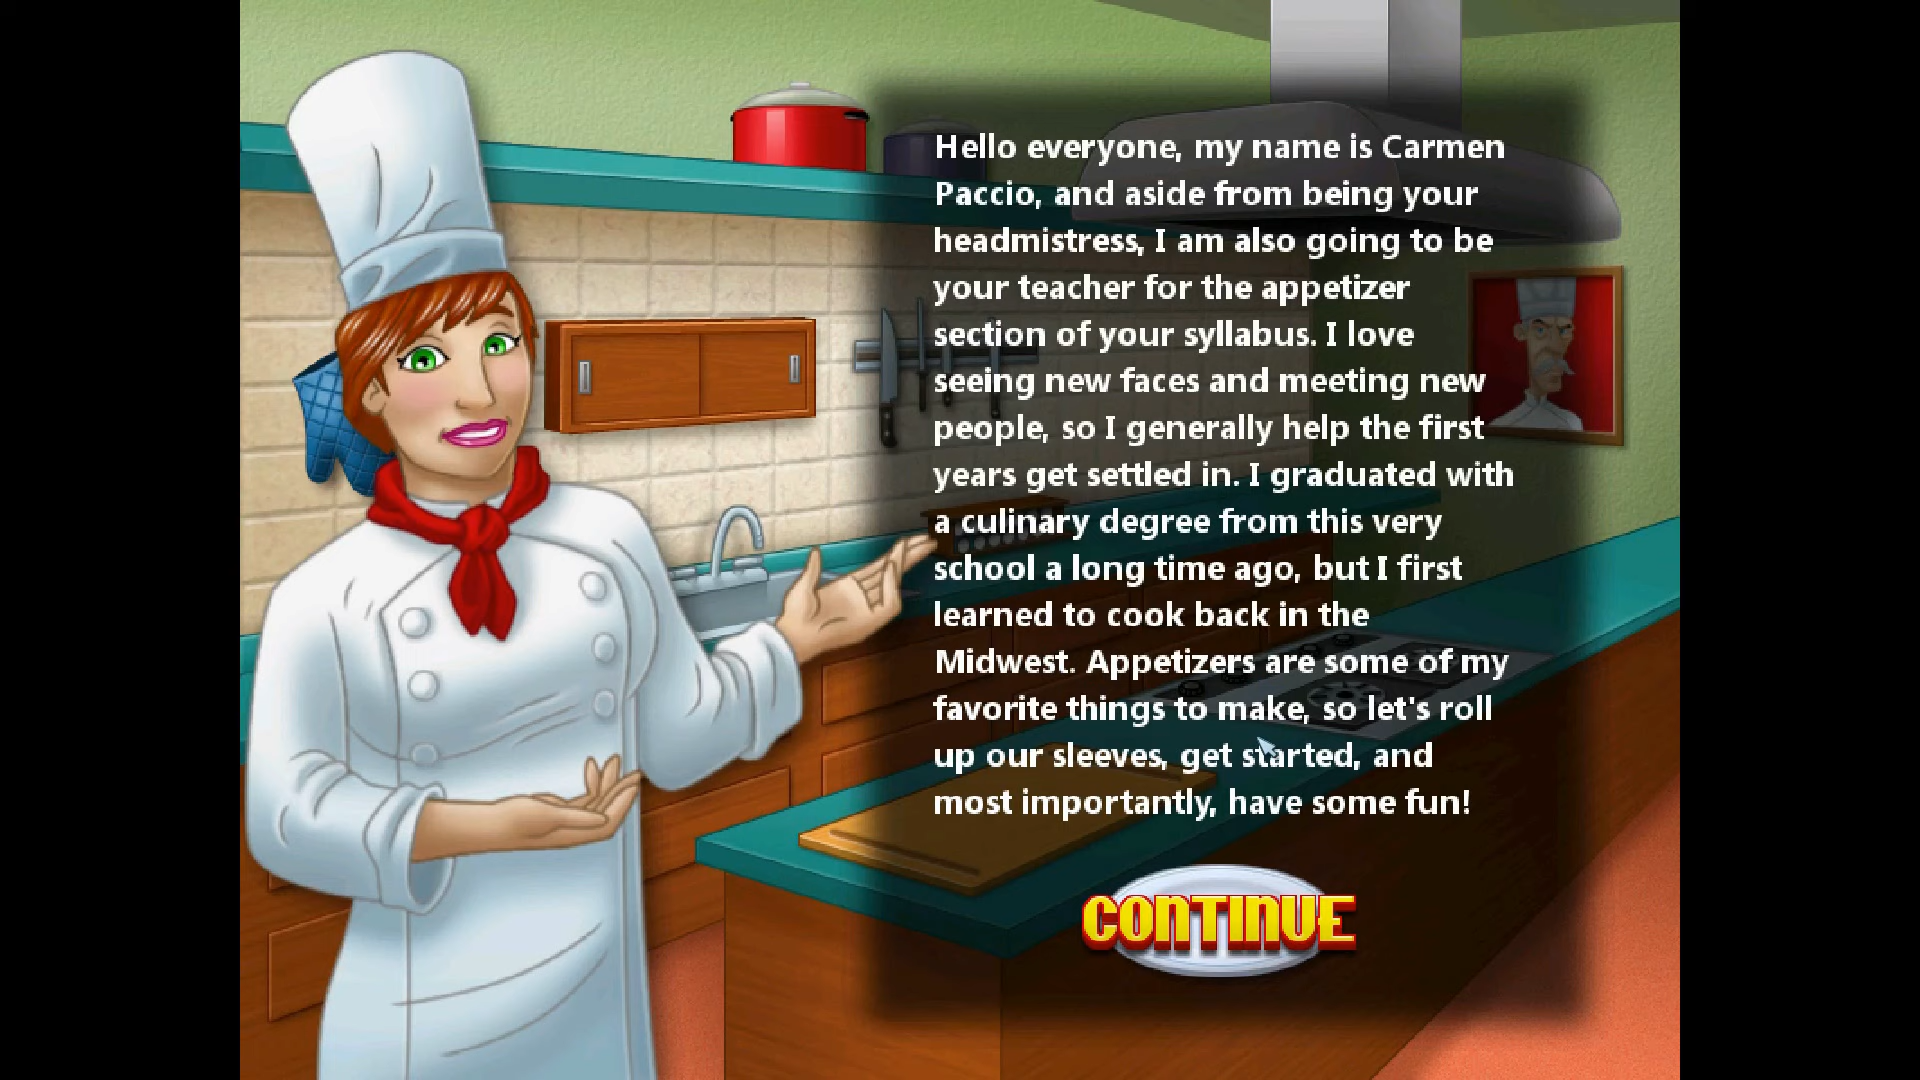 Hello everyone, my name is Carmen
Paccio, and aside from being your
headmistress, I am also going to be
your teacher for the appetizer
section of your syllabus. I love
seeing new faces and meeting new
people, so I generally help the first
years get settled in. I graduated with
a culinary degree from this very
school a long time ago, but I first
learned to cook back in the
Midwest. Appetizers are some of my
favorite things to make, so let's roll
up our sleeves, get started, and
most importantly, have some fun!
CONTINUE